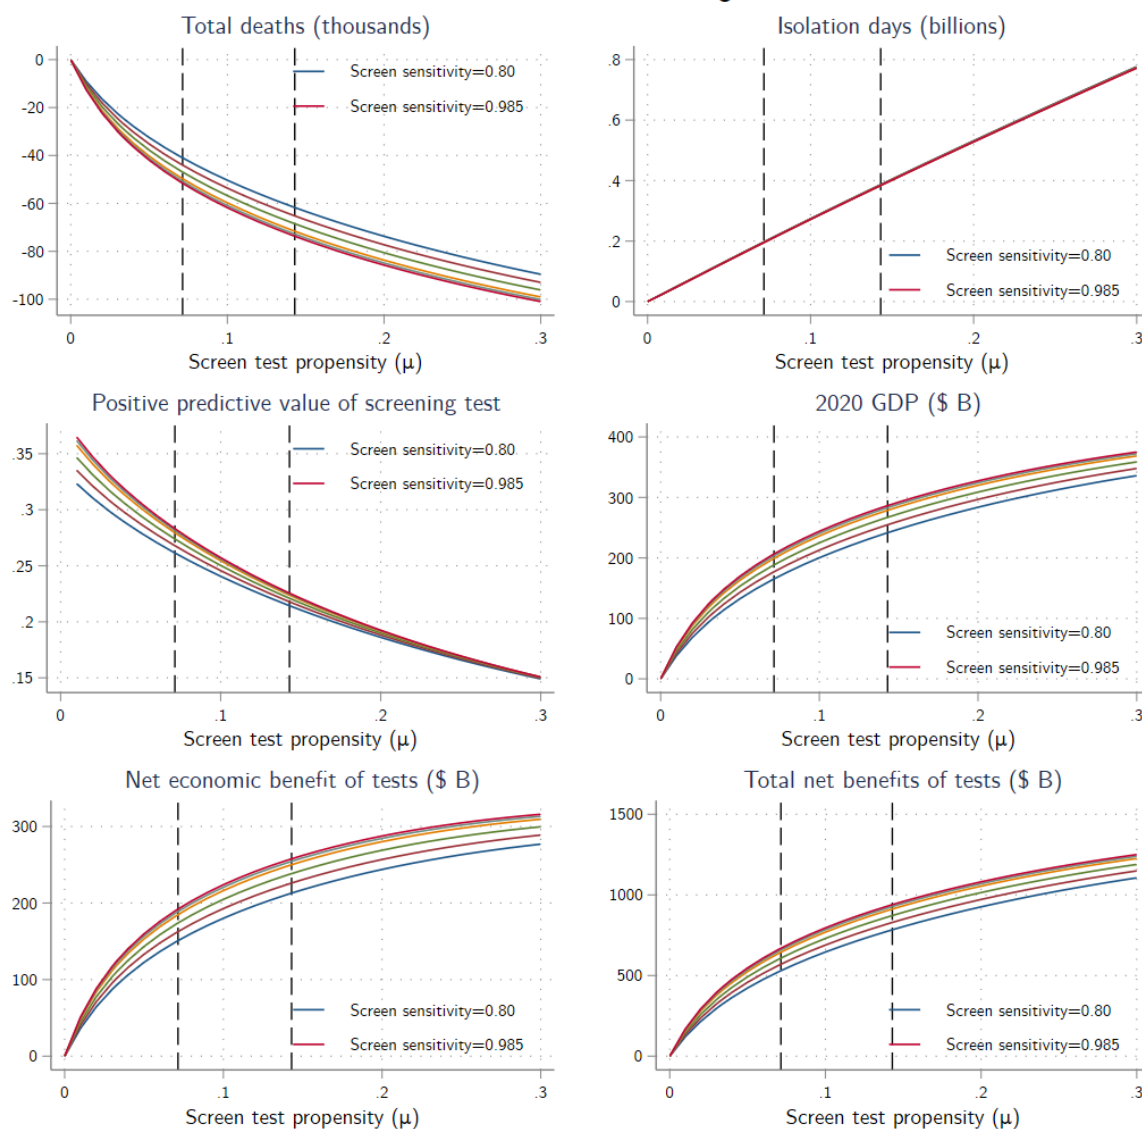 Total deaths (thousands)
0
-20
-40
-60
-80
-100
Screen sensitivity=0.80
Screen sensitivity=0.985
0 .1 .2 .3
Screen test propensity (μ)
Isolation days (billions)
.8
.6
.4
.2
0
Screen sensitivity=0.80
Screen sensitivity=0.985
0 .1 .2 .3
Screen test propensity (μ)
Positive predictive value of screening test
.35
.3
.25
.2
.15
Screen sensitivity=0.80
Screen sensitivity=0.985
0 .1 .2 .3
Screen test propensity (μ)
2020 GDP ($ B)
400
300
200
100
0
Screen sensitivity=0.80
Screen sensitivity=0.985
0 .1 .2 .3
Screen test propensity (μ)
Net economic benefit of tests ($ B)
300
200
100
0
Screen sensitivity=0.80
Screen sensitivity=0.985
0 .1 .2 .3
Screen test propensity (μ)
Total net benefits of tests ($ B)
1500
1000
500
0
Screen sensitivity=0.80
Screen sensitivity=0.985
0 .1 .2 .3
Screen test propensity (μ)